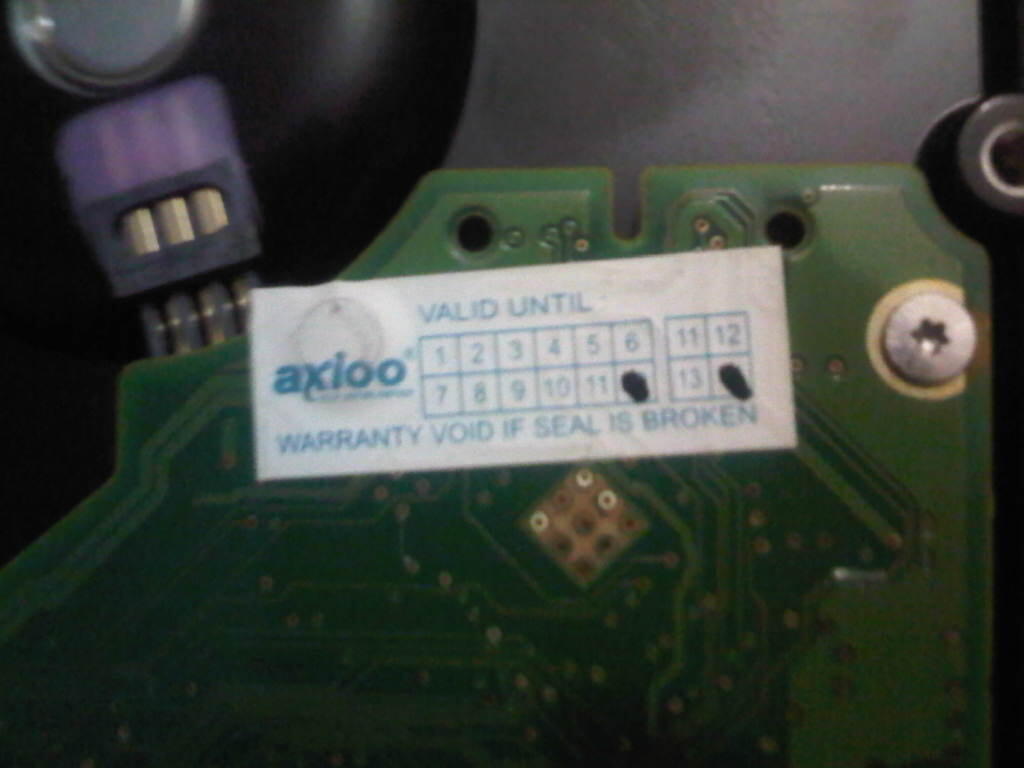 VALID UNTIL
axioo®
1 2 3 4 5 6 11 12
7 8 9 10 11 13
WARRANTY VOID IF SEAL IS BROKEN